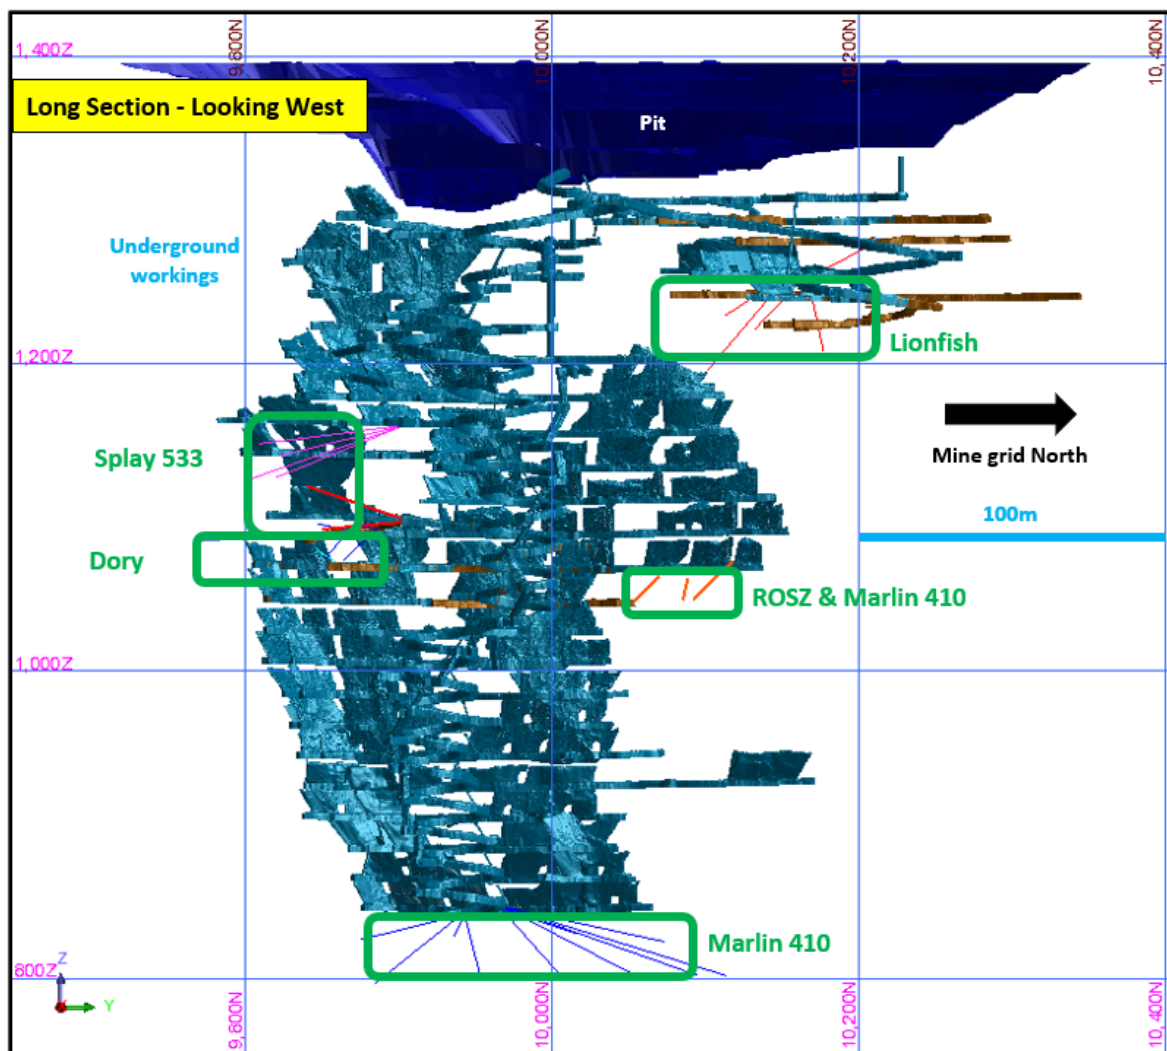 9,800N
10,000N
10,200N
10,400N
1,400Z
Long Section - Looking West
Pit
Underground
workings
Lionfish
1,200Z
Mine grid North
Splay 533
100m
Dory
ROSZ & Marlin 410
1,000Z
Marlin 410
800Z
Z
Y
9,800N
10,000N
10,200N
10,400N